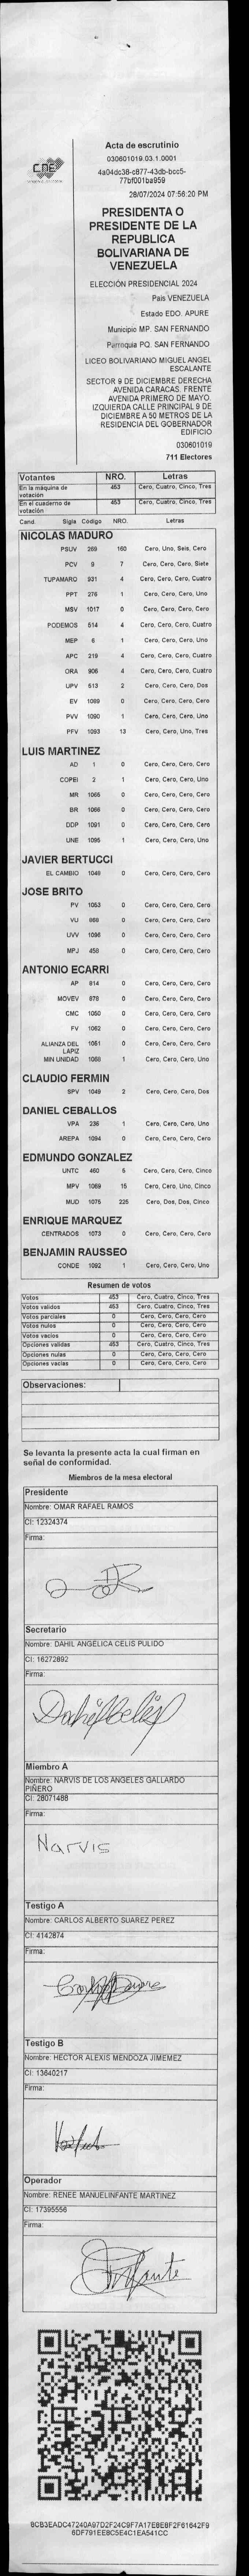 CNE
Acta de escrutinio
030601019.03.1.0001
4a04dc38-c877-43db-bcc5-
77bf001ba959
28/07/2024 07:56:20 PM
PRESIDENTA O
PRESIDENTE DE LA
REPUBLICA
BOLIVARIANA DE
VENEZUELA
ELECCIÓN PRESIDENCIAL 2024
País VENEZUELA
Estado EDO. APURE
Municipio MP. SAN FERNANDO
Parroquia PQ. SAN FERNANDO
LICEO BOLIVARIANO MIGUEL ANGEL
ESCALANTE
SECTOR 9 DE DICIEMBRE DERECHA
AVENIDA CARACAS. FRENTE
AVENIDA PRIMERO DE MAYO.
IZQUIERDA CALLE PRINCIPAL 9 DE
DICIEMBRE A 50 METROS DE LA
RESIDENCIA DEL GOBERNADOR
EDIFICIO
030601019
711 Electores
Votantes NRO. Letras
En la máquina de votación 453 Cero, Cuatro, Cinco, Tres
En el cuaderno de votación 453 Cero, Cuatro, Cinco, Tres
Cand. Sigla Código NRO. Letras
NICOLAS MADURO
PSUV 269 160 Cero, Uno, Seis, Cero
PCV 9 7 Cero, Cero, Cero, Siete
TUPAMARO 931 4 Cero, Cero, Cero, Cuatro
PPT 276 1 Cero, Cero, Cero, Uno
MSV 1017 0 Cero, Cero, Cero, Cero
PODEMOS 514 4 Cero, Cero, Cero, Cuatro
MEP 6 1 Cero, Cero, Cero, Uno
APC 219 4 Cero, Cero, Cero, Cuatro
ORA 906 4 Cero, Cero, Cero, Cuatro
UPV 513 2 Cero, Cero, Cero, Dos
EV 1089 0 Cero, Cero, Cero, Cero
PVV 1090 1 Cero, Cero, Cero, Uno
PFV 1093 13 Cero, Cero, Uno, Tres
LUIS MARTINEZ
AD 1 0 Cero, Cero, Cero, Cero
COPEI 2 1 Cero, Cero, Cero, Uno
MR 1065 0 Cero, Cero, Cero, Cero
BR 1066 0 Cero, Cero, Cero, Cero
DDP 1091 0 Cero, Cero, Cero, Cero
UNE 1095 1 Cero, Cero, Cero, Uno
JAVIER BERTUCCI
EL CAMBIO 1048 0 Cero, Cero, Cero, Cero
JOSE BRITO
PV 1053 0 Cero, Cero, Cero, Cero
VU 868 0 Cero, Cero, Cero, Cero
UVV 1096 0 Cero, Cero, Cero, Cero
MPJ 458 0 Cero, Cero, Cero, Cero
ANTONIO ECARRI
AP 814 0 Cero, Cero, Cero, Cero
MOVEV 878 0 Cero, Cero, Cero, Cero
CMC 1050 0 Cero, Cero, Cero, Cero
FV 1062 0 Cero, Cero, Cero, Cero
ALIANZA DEL LAPIZ 1051 0 Cero, Cero, Cero, Cero
MIN UNIDAD 1088 1 Cero, Cero, Cero, Uno
CLAUDIO FERMIN
SPV 1049 2 Cero, Cero, Cero, Dos
DANIEL CEBALLOS
VPA 236 1 Cero, Cero, Cero, Uno
AREPA 1094 0 Cero, Cero, Cero, Cero
EDMUNDO GONZALEZ
UNTC 460 5 Cero, Cero, Cero, Cinco
MPV 1069 15 Cero, Cero, Uno, Cinco
MUD 1075 225 Cero, Dos, Dos, Cinco
ENRIQUE MARQUEZ
CENTRADOS 1073 0 Cero, Cero, Cero, Cero
BENJAMIN RAUSSEO
CONDE 1092 1 Cero, Cero, Cero, Uno
Resumen de votos
Votos 453 Cero, Cuatro, Cinco, Tres
Votos validos 453 Cero, Cuatro, Cinco, Tres
Votos parciales 0 Cero, Cero, Cero, Cero
Votos nulos 0 Cero, Cero, Cero, Cero
Votos vacios 0 Cero, Cero, Cero, Cero
Opciones validas 453 Cero, Cuatro, Cinco, Tres
Opciones nulas 0 Cero, Cero, Cero, Cero
Opciones vacias 0 Cero, Cero, Cero, Cero
Observaciones:
Se levanta la presente acta la cual firman en
señal de conformidad.
Miembros de la mesa electoral
Presidente
Nombre: OMAR RAFAEL RAMOS
CI: 12324374
Firma:
Secretario
Nombre: DAHIL ANGELICA CELIS PULIDO
CI: 16272892
Firma:
Miembro A
Nombre: NARVIS DE LOS ANGELES GALLARDO
PIÑERO
CI: 28071488
Firma:
Narvis
Testigo A
Nombre: CARLOS ALBERTO SUAREZ PEREZ
CI: 4142874
Firma:
Testigo B
Nombre: HECTOR ALEXIS MENDOZA JIMEMEZ
CI: 13640217
Firma:
Operador
Nombre: RENEE MANUELINFANTE MARTINEZ
CI: 17395556
Firma:
8CB3EADC47240A97D2F24C9F7A17E8E8F2F61642F9
6DF791EE8C5E4C1EA541CC